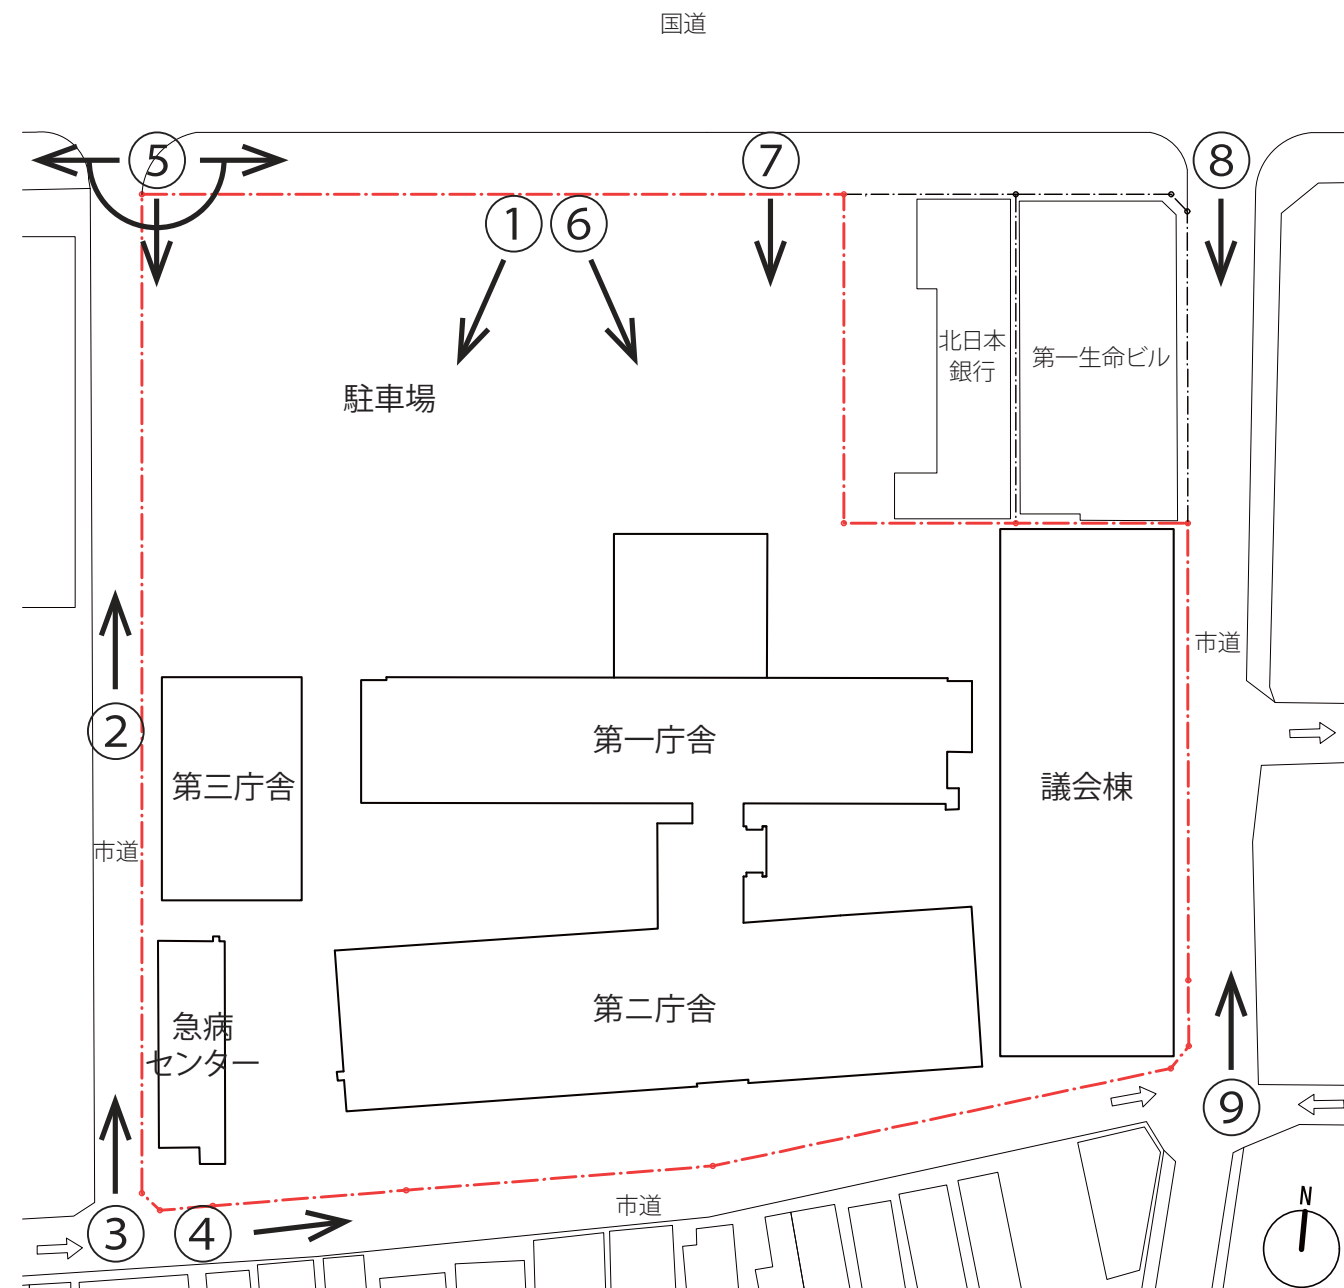 国道
⑤
⑦
⑧
①
⑥
北日本
銀行
第一生命ビル
駐車場
市道
②
第一庁舎
第三庁舎
議会棟
市道
第二庁舎
急病
センター
⑨
市道
③
④
N